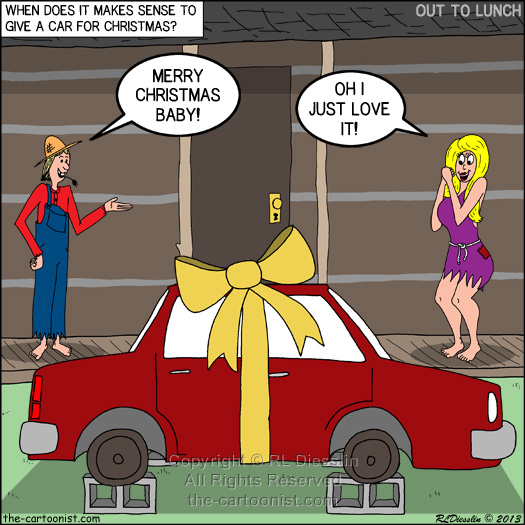 WHEN DOES IT MAKES SENSE TO
GIVE A CAR FOR CHRISTMAS?
OUT TO LUNCH
MERRY
CHRISTMAS
BABY!
OH I
JUST LOVE
IT!
Copyright © RL Diesslin
All Rights Reserved
the-cartoonist.com
the-cartoonist.com
RLDiesslin © 2013